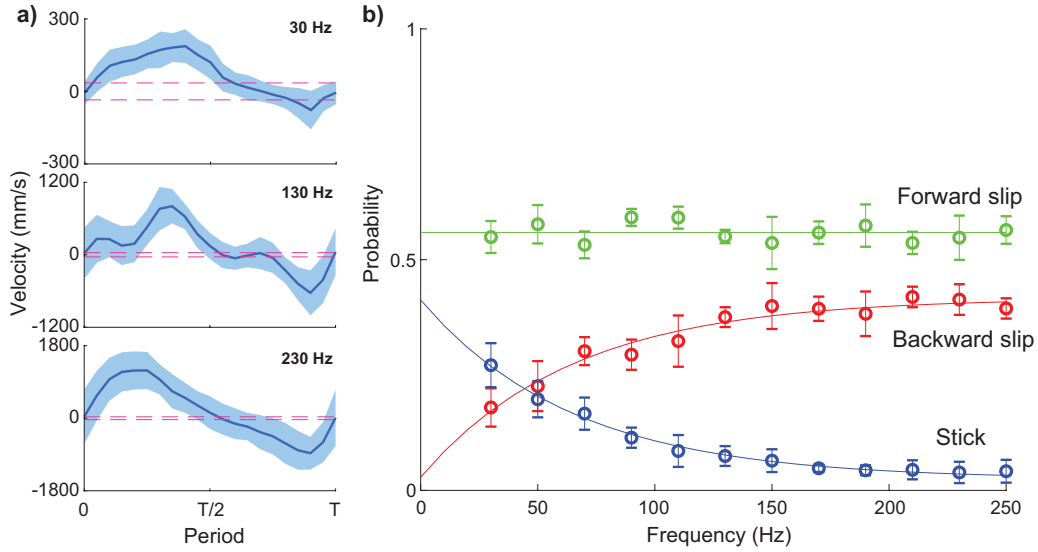 a)
300
30 Hz
0
-300
1200
130 Hz
0
-1200
1800
230 Hz
0
-1800
0
T/2
T
Period
Velocity (mm/s)
b)
1
0.5
0
Probability
Forward slip
Backward slip
Stick
0
50
100
150
200
250
Frequency (Hz)